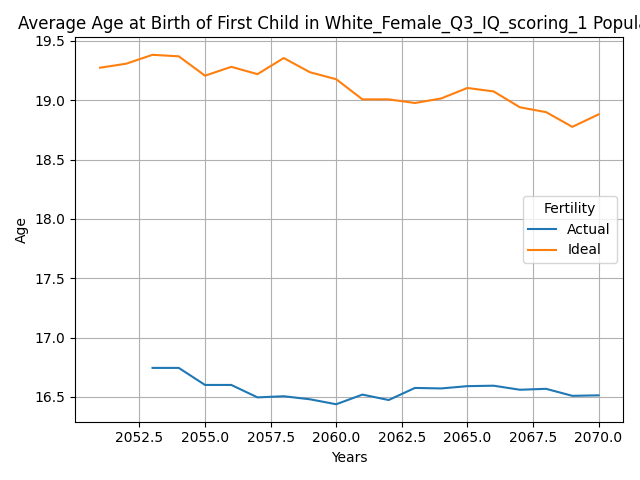 Average Age at Birth of First Child in White_Female_Q3_IQ_scoring_1 Popula
19.5
19.0
18.5
18.0
17.5
17.0
16.5
Age
Fertility
Actual
Ideal
2052.5 2055.0 2057.5 2060.0 2062.5 2065.0 2067.5 2070.0
Years